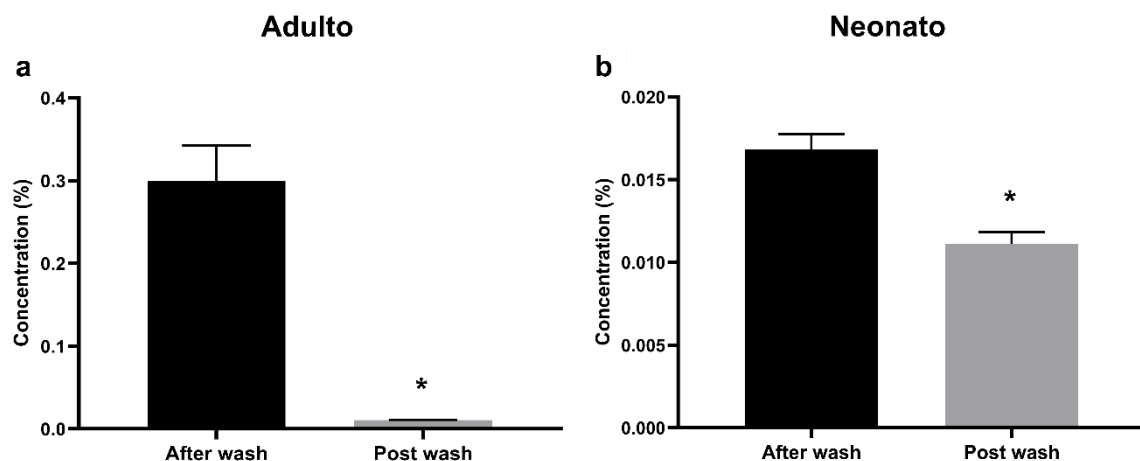 Adulto
a
Concentration (%)
0.4
0.3
0.2
0.1
0.0
*
After wash
Post wash
Neonato
b
Concentration (%)
0.020
0.015
0.010
0.005
0.000
*
After wash
Post wash